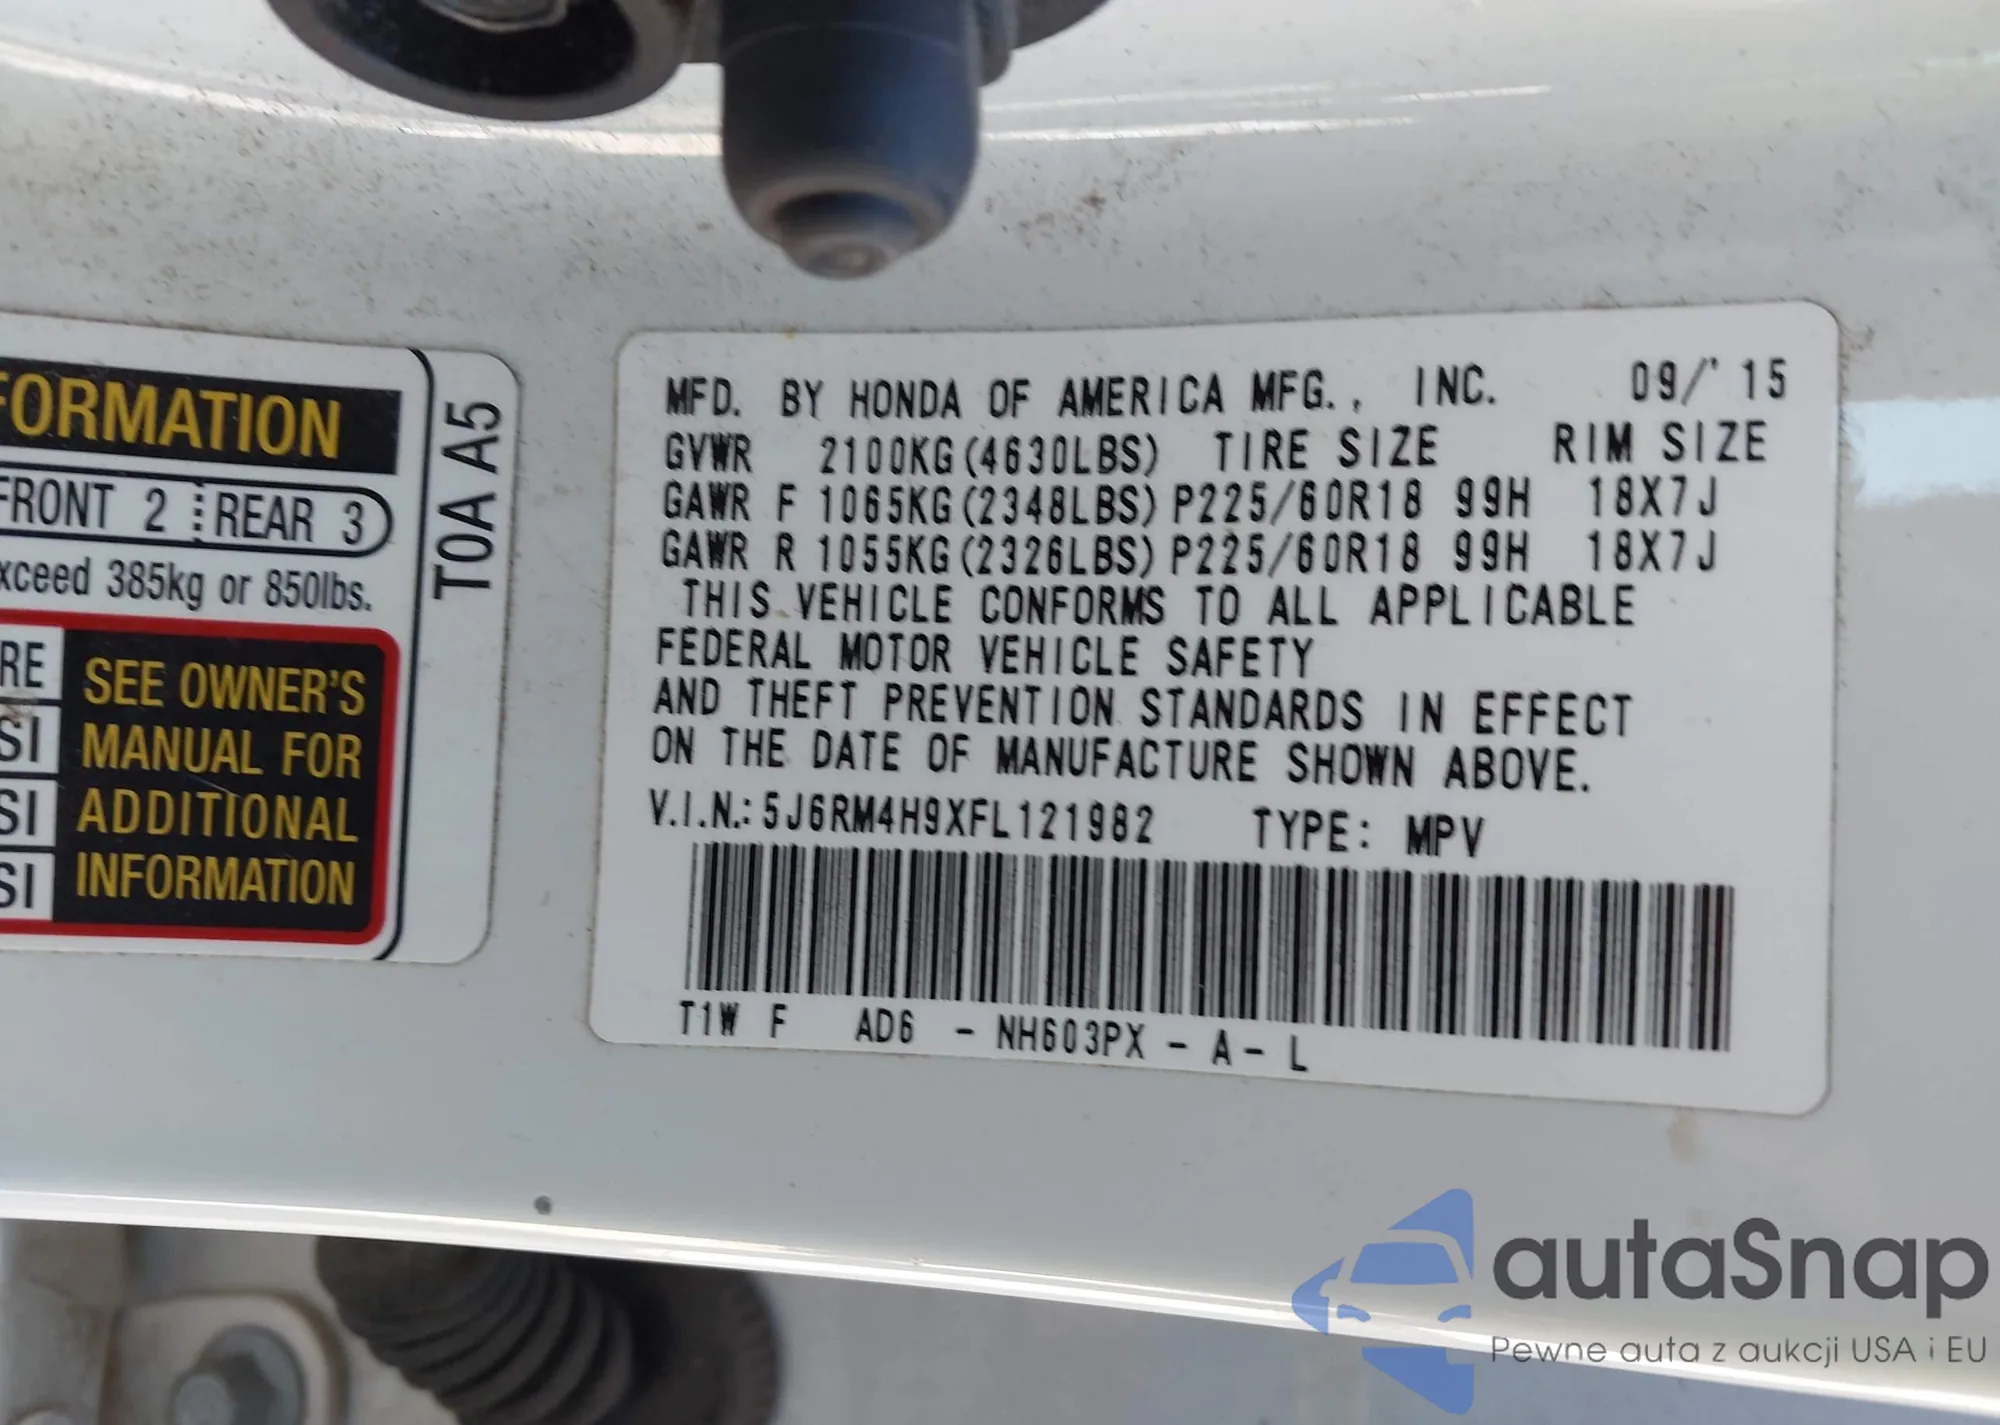 FORMATION
FRONT 2 REAR 3
xceed 385kg or 850lbs.
RE
SI
SI
SI
SEE OWNER'S
MANUAL FOR
ADDITIONAL
INFORMATION
T0A A5
MFD. BY HONDA OF AMERICA MFG., INC. 09/'15
GVWR 2100KG(4630LBS) TIRE SIZE RIM SIZE
GAWR F 1065KG(2348LBS) P225/60R18 99H 18X7J
GAWR R 1055KG(2326LBS) P225/60R18 99H 18X7J
THIS VEHICLE CONFORMS TO ALL APPLICABLE
FEDERAL MOTOR VEHICLE SAFETY
AND THEFT PREVENTION STANDARDS IN EFFECT
ON THE DATE OF MANUFACTURE SHOWN ABOVE.
V.I.N.: 5J6RM4H9XFL121982 TYPE: MPV
T1W F AD6 - NH603PX - A - L
autaSnap
Pewne auta z aukcji USA i EU